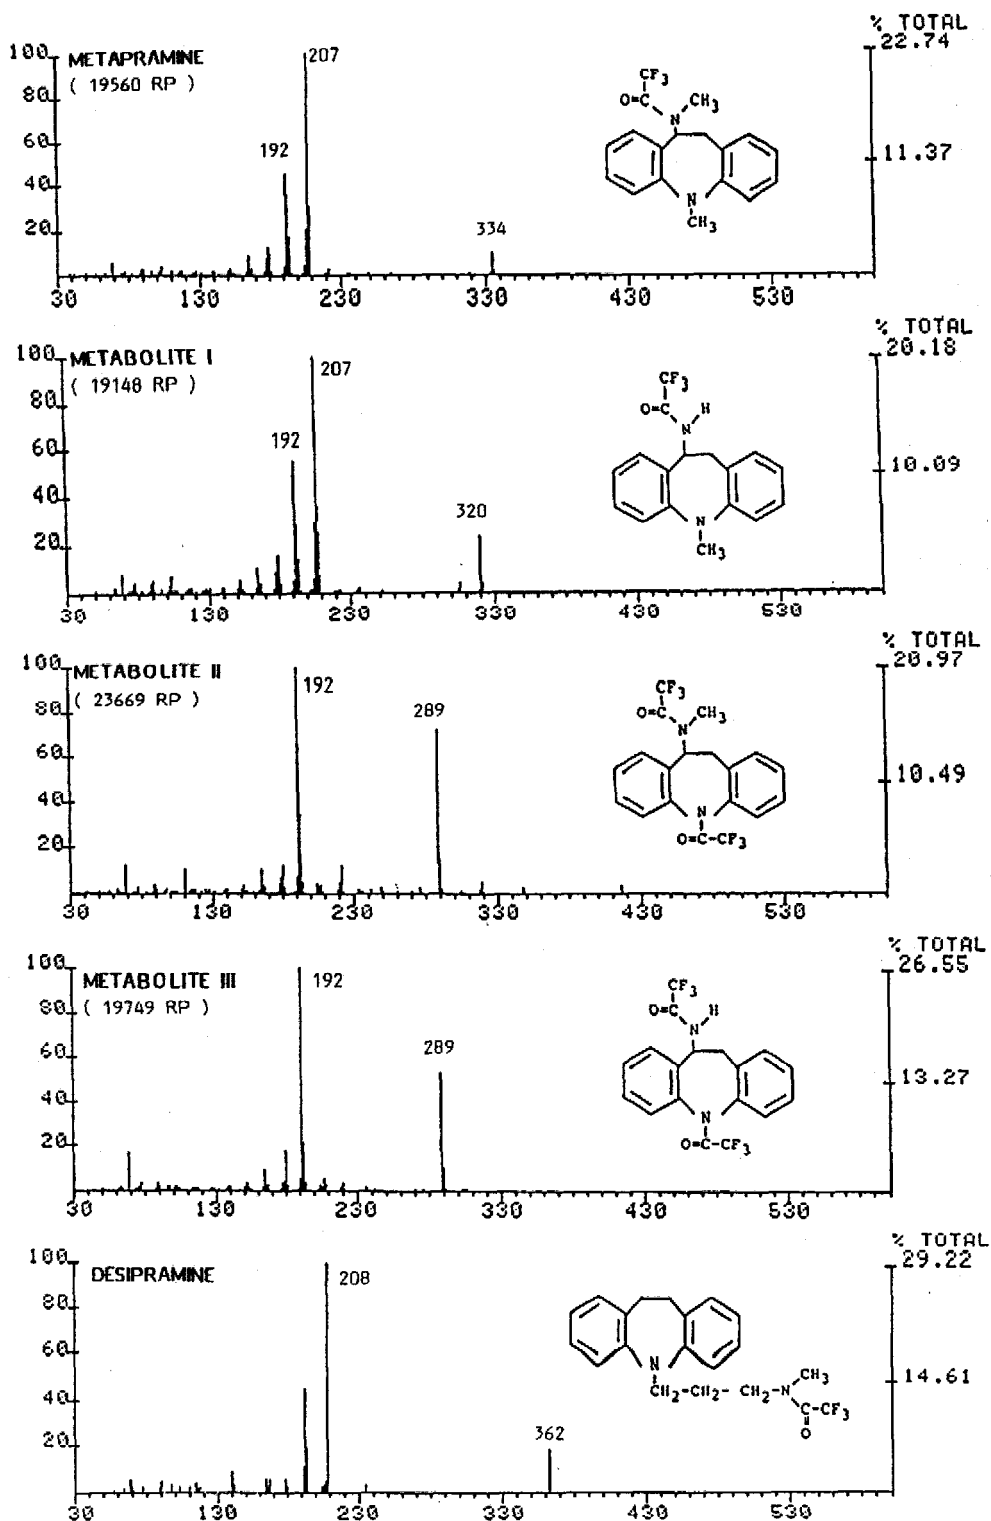 % TOTAL
100 METAPRAMINE 207 22.74
( 19560 RP )
CF3
80 O=C CH3
N
60 192 11.37
40
N
20 334 CH3
30 130 230 330 430 530
% TOTAL
100 METABOLITE I 207 20.18
( 19148 RP )
CF3
80 O=C H
N
60 192 10.09
40 320
N
20 CH3
30 130 230 330 430 530
% TOTAL
100 METABOLITE II 192 20.97
( 23669 RP )
CF3
80 289 O=C CH3
N
60 10.49
40
N
20 O=C-CF3
30 130 230 330 430 530
% TOTAL
100 METABOLITE III 192 26.55
( 19749 RP )
CF3
80 O=C H
N
60 289 13.27
40
N
20 O=C-CF3
30 130 230 330 430 530
% TOTAL
100 DESIPRAMINE 208 29.22
80
60 N CH3
CH2-CH2-CH2-N 14.61
40 C-CF3
O
20 362
30 130 230 330 430 530